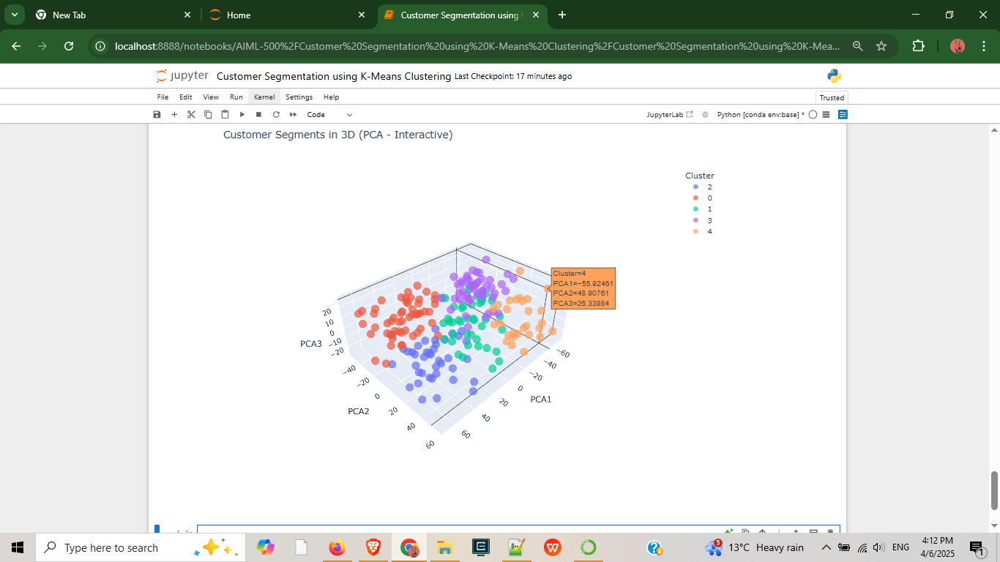 New Tab
Home
Customer Segmentation using
localhost:8888/notebooks/AIML-500%2FCustomer%20Segmentation%20using%20K-Means%20Clustering%2FCustomer%20Segmentation%20using%20K-Mea...
jupyter Customer Segmentation using K-Means Clustering Last Checkpoint: 17 minutes ago
File Edit View Run Kernel Settings Help
Trusted
Code
JupyterLab
Python [conda env:base] *
Customer Segments in 3D (PCA - Interactive)
Cluster
2
0
1
3
4
Cluster=4
PCA1=−55.92461
PCA2=48.90761
PCA3=26.33984
20
10
0
−10
−20
PCA3
−40
−20
0
20
40
60
PCA2
−60
−40
−20
0
20
40
60
PCA1
Type here to search
5
13°C Heavy rain
ENG
4:12 PM
4/6/2025
1